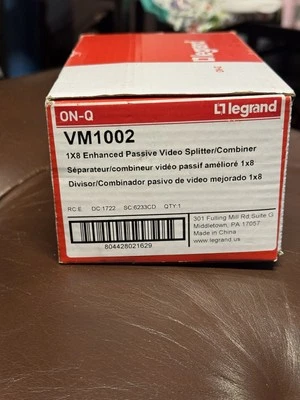 legrand
ON-Q
legrand
VM1002
1X8 Enhanced Passive Video Splitter/Combiner
Séparateur/combineur vidéo passif amélioré 1x8
Divisor/Combinador pasivo de video mejorado 1x8
RC:E DC:1722 SC:6233CD QTY:1
804428021629
301 Fulling Mill Rd Suite G
Middletown, PA 17057
Made in China
www.legrand.us